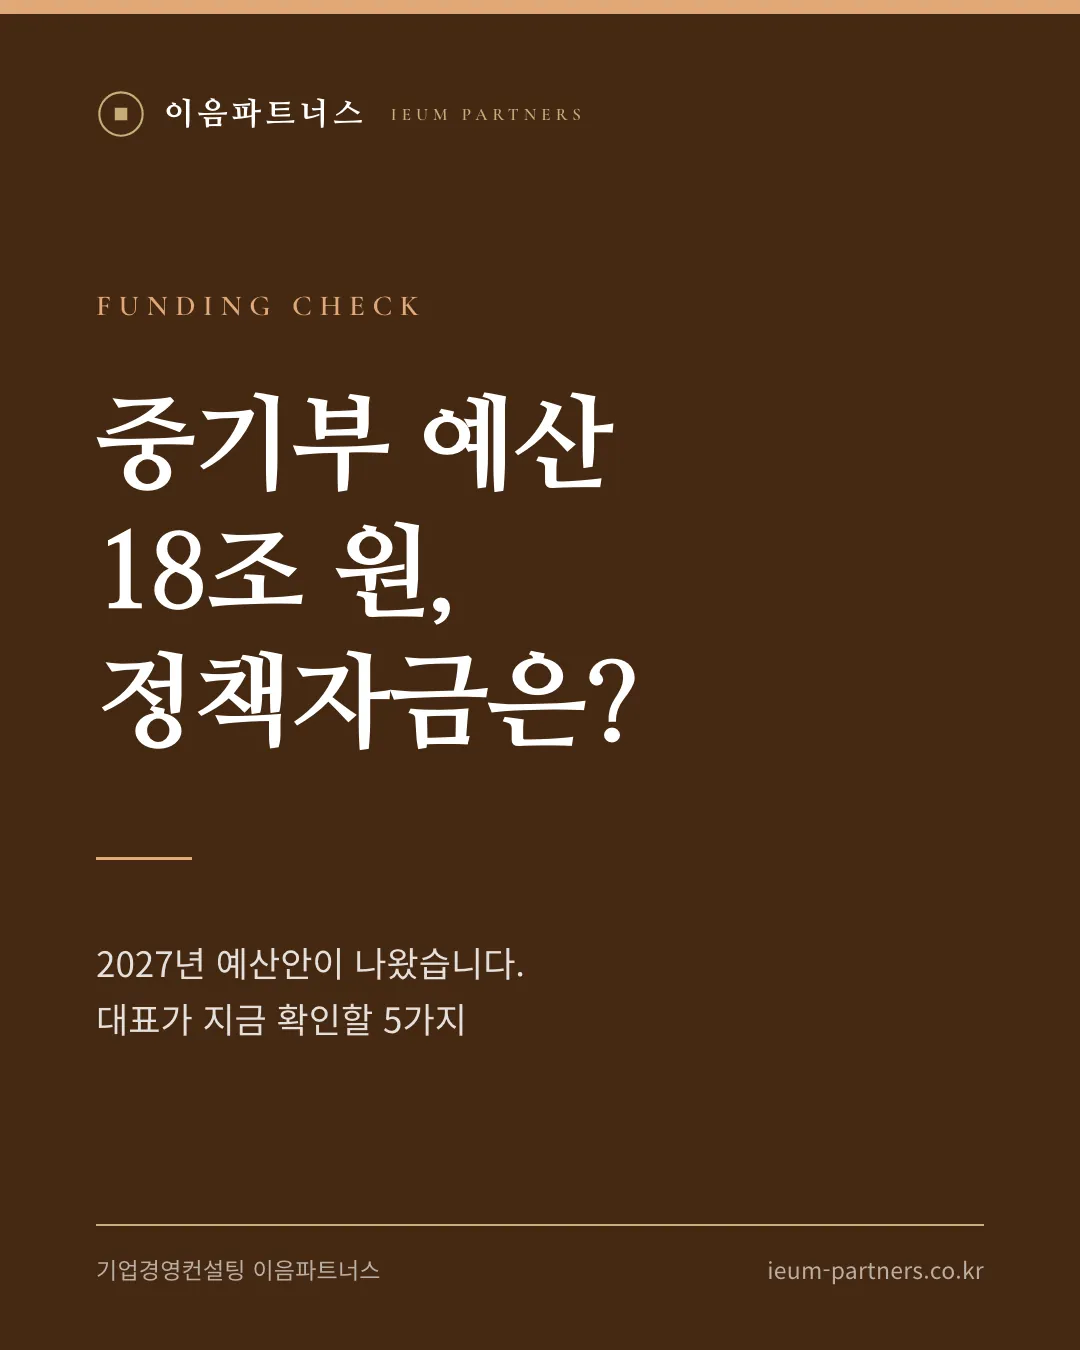 이음파트너스 IEUM PARTNERS
FUNDING CHECK
중기부 예산
18조 원,
정책자금은?
2027년 예산안이 나왔습니다.
대표가 지금 확인할 5가지
기업경영컨설팅 이음파트너스
ieum-partners.co.kr